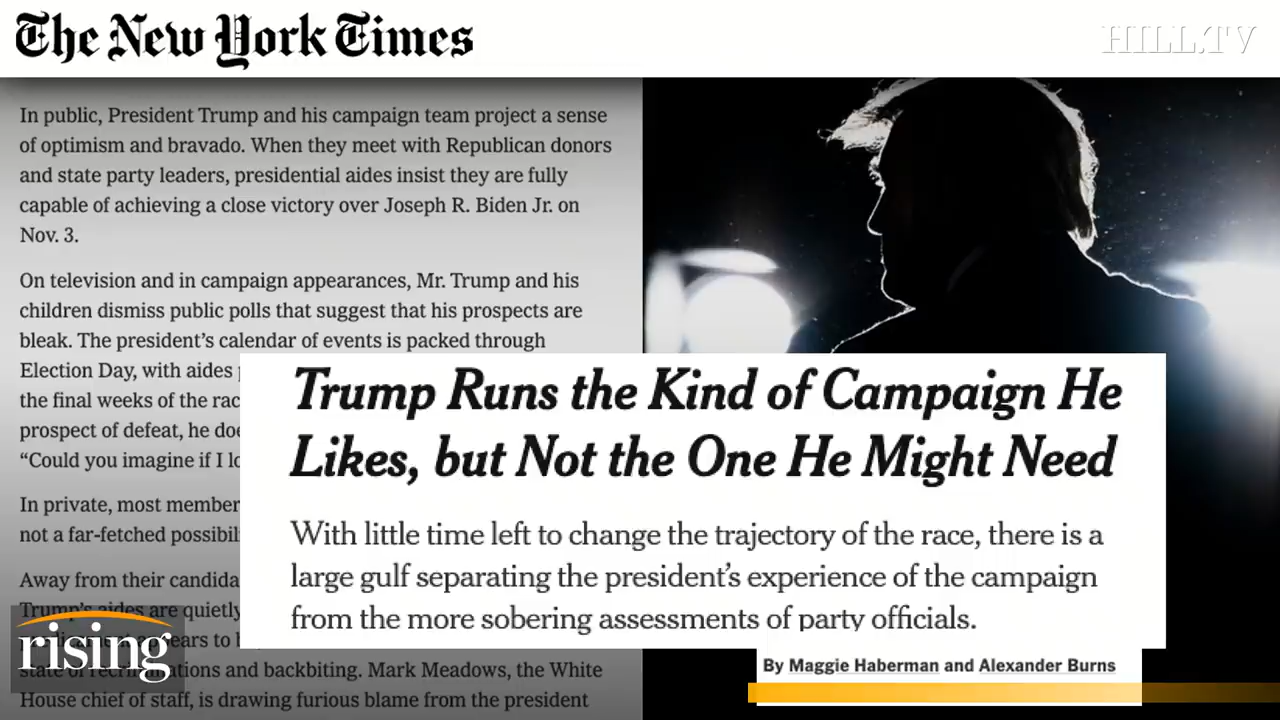 The New York Times
HILL.TV
In public, President Trump and his campaign team project a sense
of optimism and bravado. When they meet with Republican donors
and state party leaders, presidential aides insist they are fully
capable of achieving a close victory over Joseph R. Biden Jr. on
Nov. 3.
On television and in campaign appearances, Mr. Trump and his
children dismiss public polls that suggest that his prospects are
bleak. The president's calendar of events is packed through
Election Day, with aides
the final weeks of the
prospect of defeat, he
"Could you imagine if I
In private, most
not a far-fetched
Away from their
Trump's aides are quietly
to
state of recriminations and backbiting. Mark Meadows, the White
House chief of staff, is drawing furious blame from the president
Trump Runs the Kind of Campaign He
Likes, but Not the One He Might Need
With little time left to change the trajectory of the race, there is a
large gulf separating the president's experience of the campaign
from the more sobering assessments of party officials.
By Maggie Haberman and Alexander Burns
rising